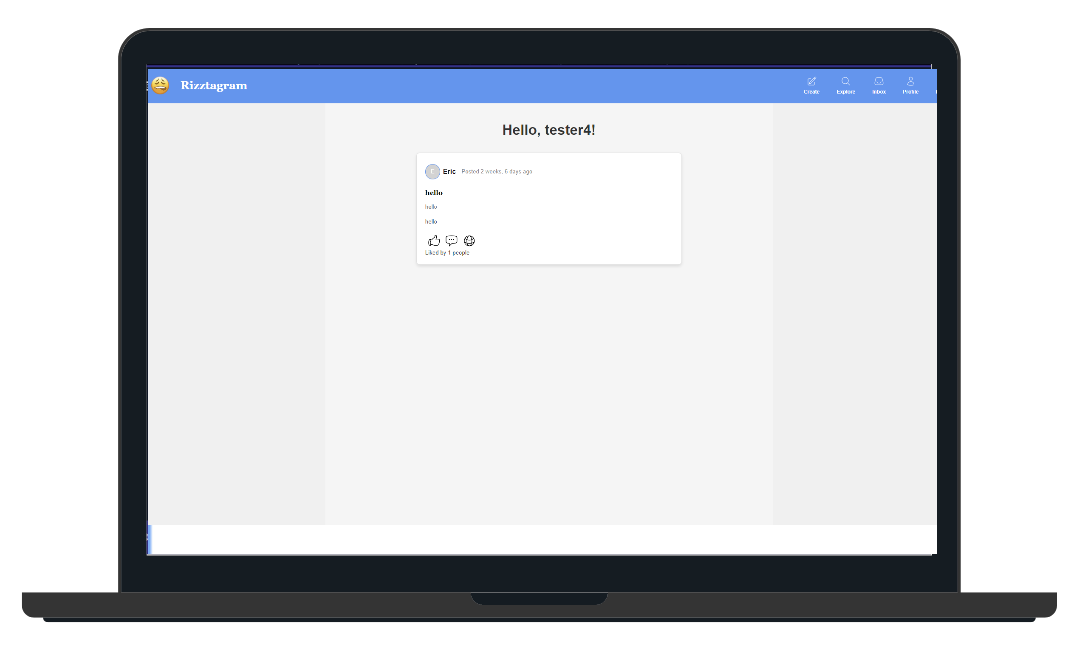 Rizztagram
Create Explore Inbox Profile
Hello, tester4!
Eric Posted 2 weeks, 6 days ago
hello
hello
hello
Liked by 1 people